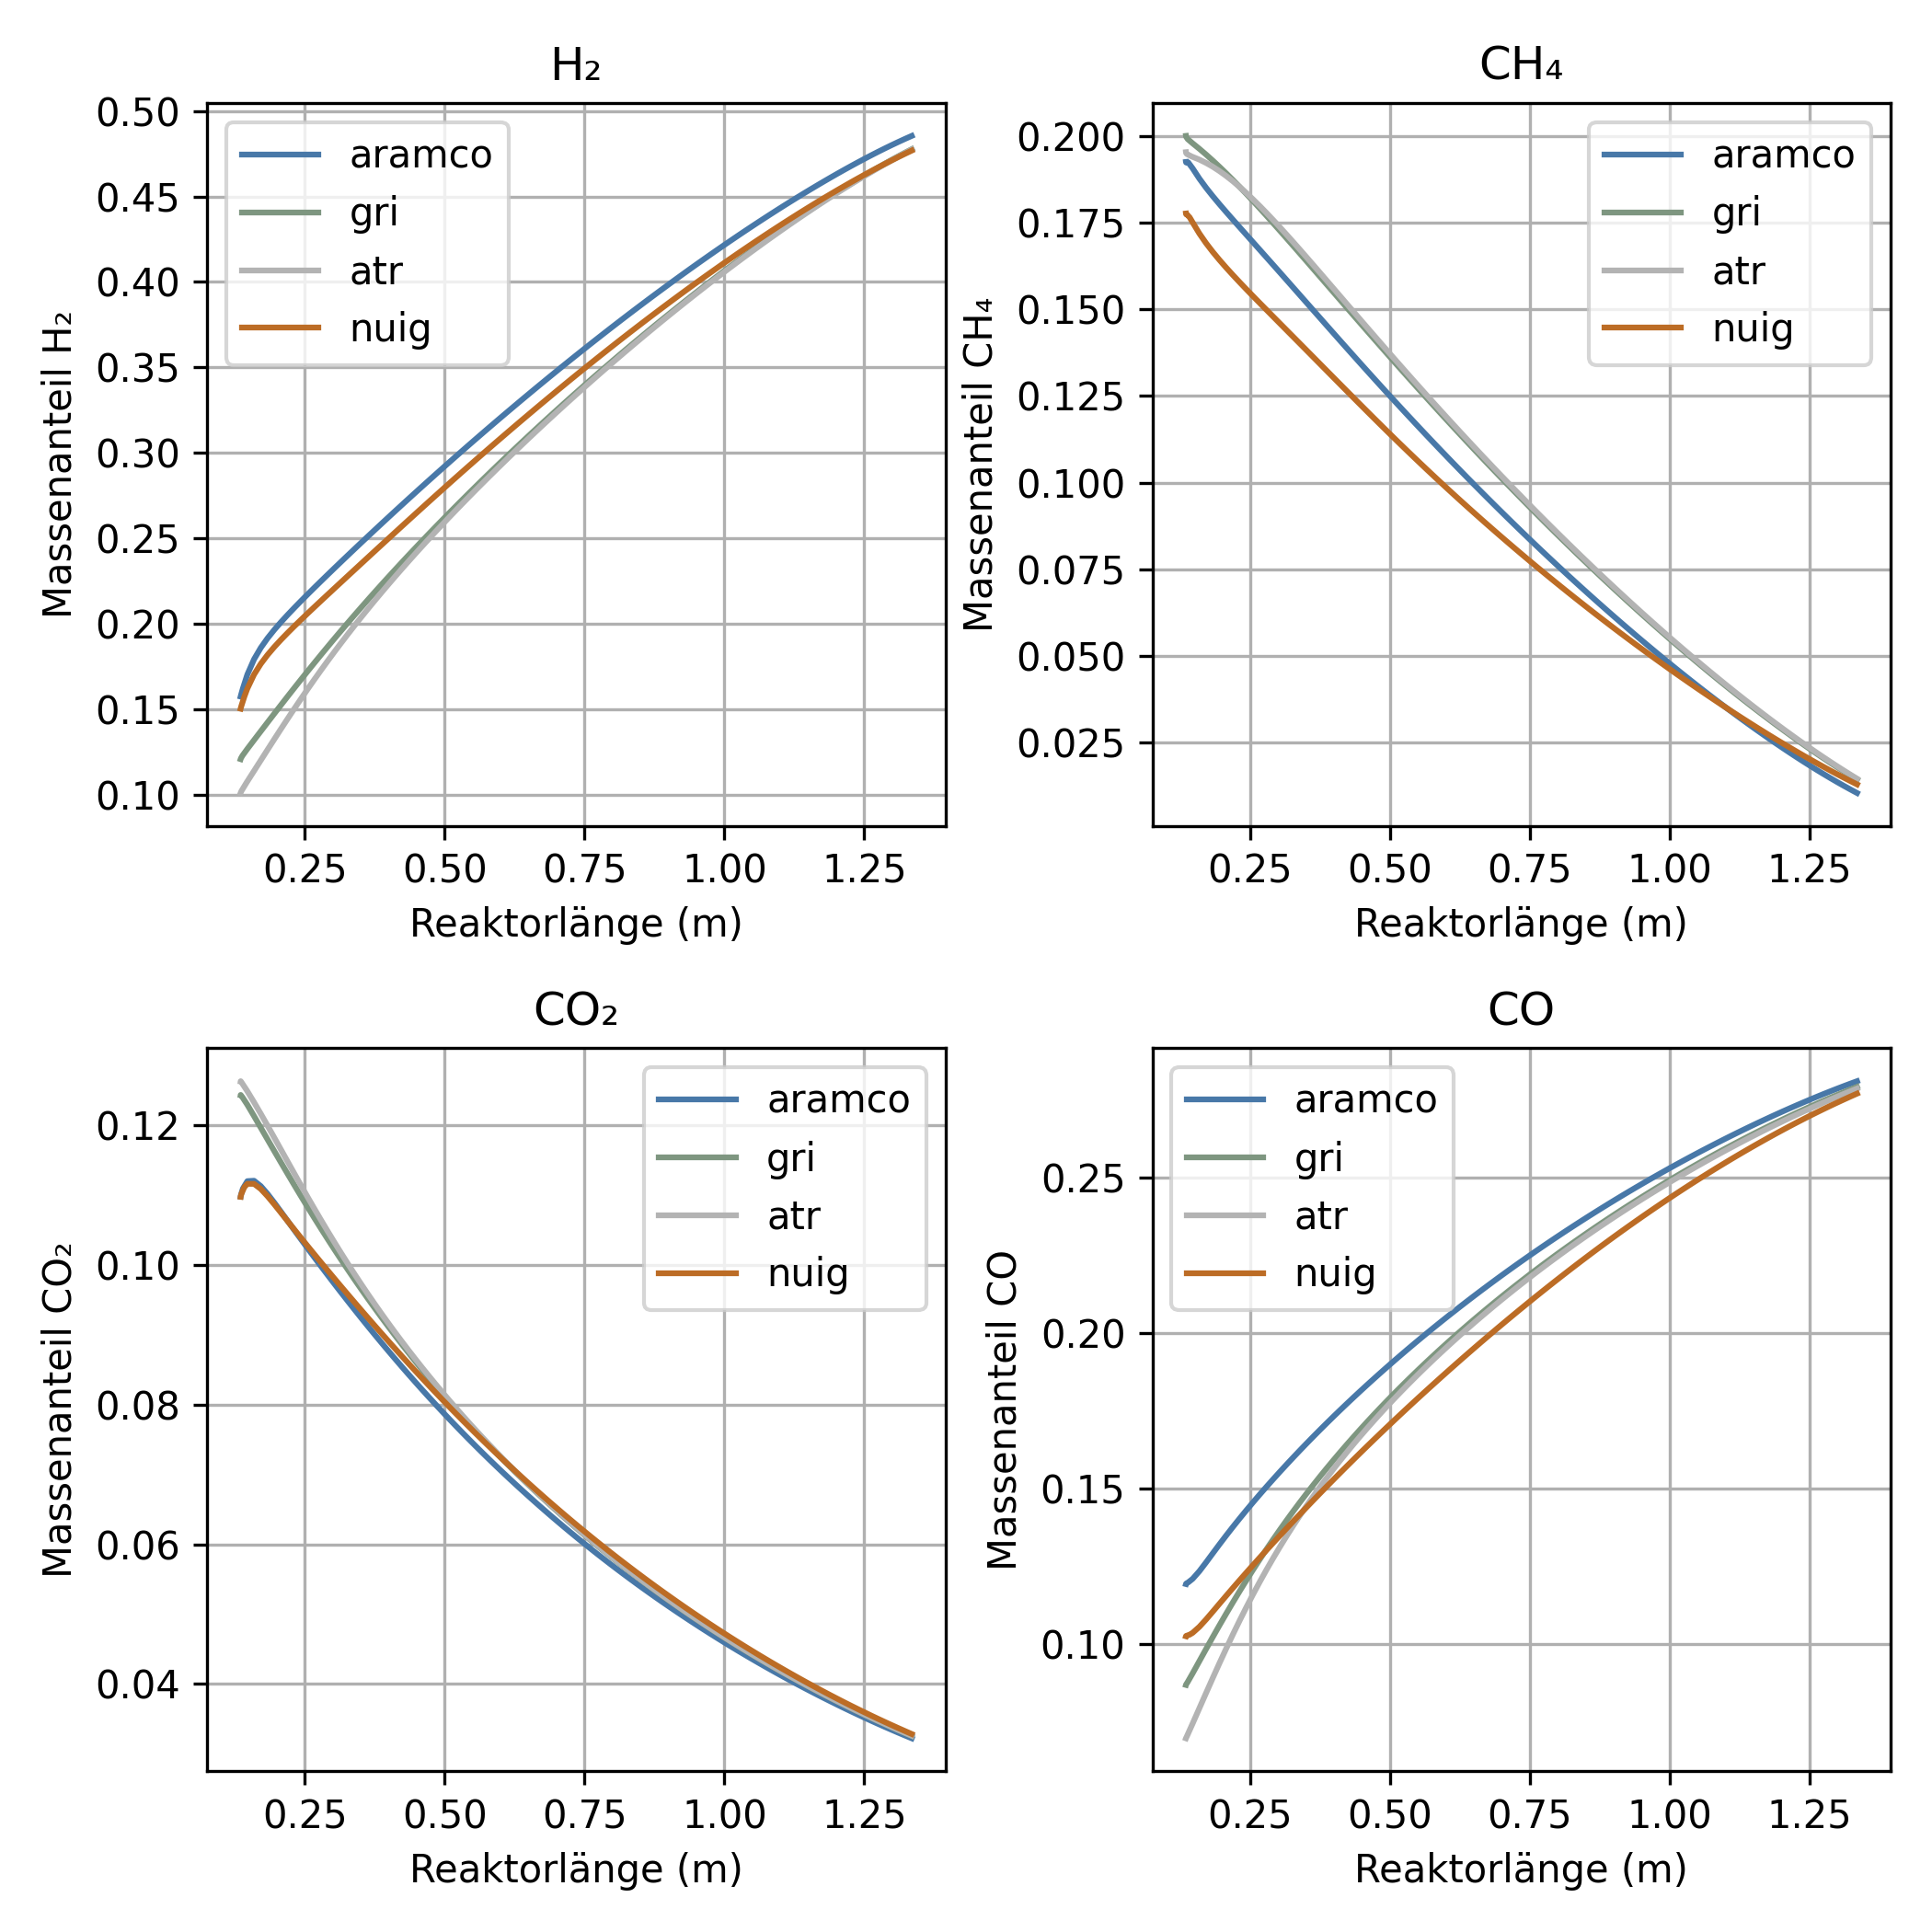 H₂
Massenanteil H₂
0.50
0.45
0.40
0.35
0.30
0.25
0.20
0.15
0.10
aramco
gri
atr
nuig
0.25 0.50 0.75 1.00 1.25
Reaktorlänge (m)
CH₄
Massenanteil CH₄
0.200
0.175
0.150
0.125
0.100
0.075
0.050
0.025
aramco
gri
atr
nuig
0.25 0.50 0.75 1.00 1.25
Reaktorlänge (m)
CO₂
Massenanteil CO₂
0.12
0.10
0.08
0.06
0.04
aramco
gri
atr
nuig
0.25 0.50 0.75 1.00 1.25
Reaktorlänge (m)
CO
Massenanteil CO
0.25
0.20
0.15
0.10
aramco
gri
atr
nuig
0.25 0.50 0.75 1.00 1.25
Reaktorlänge (m)